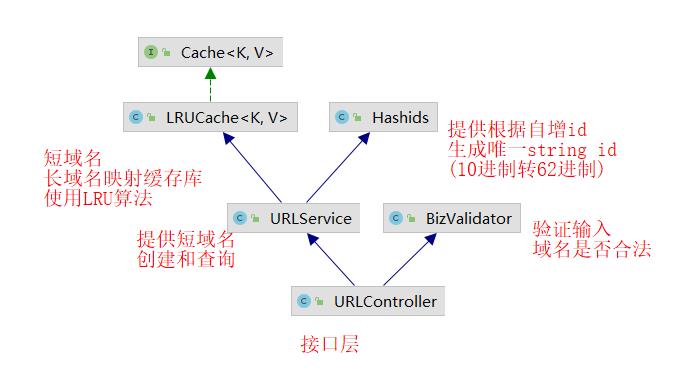 Cache<K, V>
LRUCache<K, V>
Hashids
提供根据自增id
生成唯一string id
(10进制转62进制)
短域名
长域名映射缓存库
使用LRU算法
URLService
BizValidator
提供短域名
创建和查询
验证输入
域名是否合法
URLController
接口层